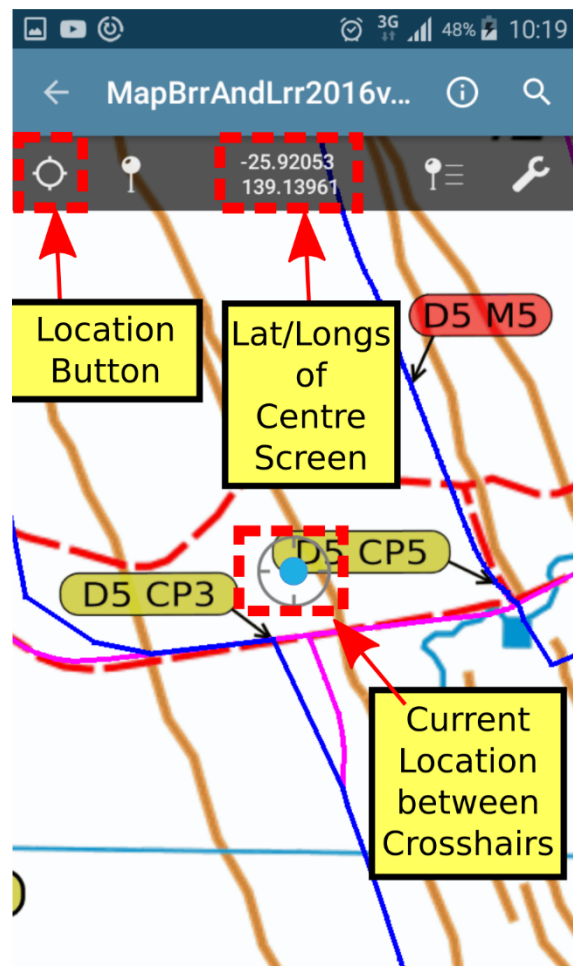 3G 48% 10:19
MapBrrAndLrr2016v...
-25.92053
139.13961
D5 M5
Location
Button
Lat/Longs
of
Centre
Screen
D5 CP5
D5 CP3
Current
Location
between
Crosshairs